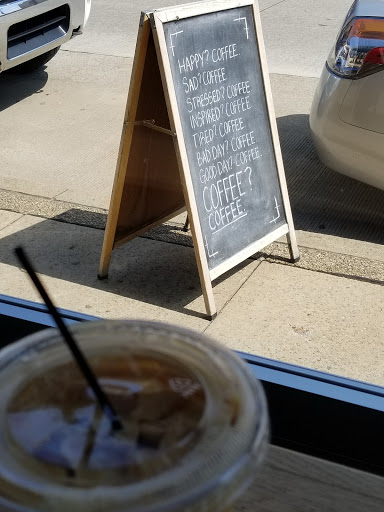 HAPPY? COFFEE.
SAD? COFFEE
STRESSED? COFFEE
INSPIRED? COFFEE
TIRED? COFFEE
BAD DAY? COFFEE
GOOD DAY? COFFEE.
COFFEE?
COFFEE.